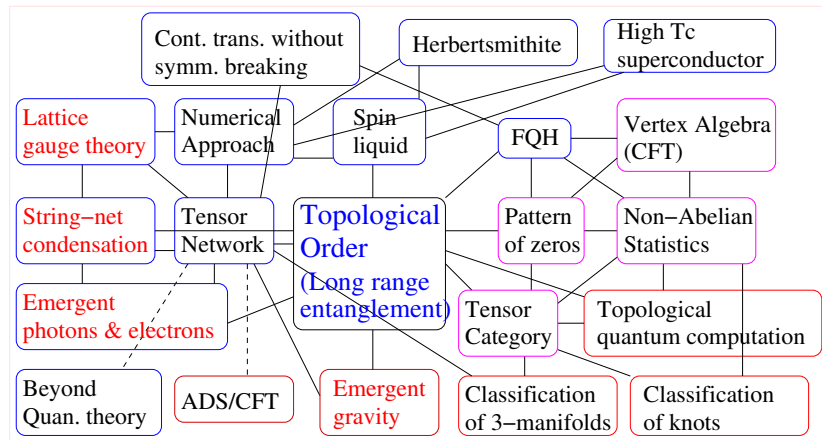 Cont. trans. without
symm. breaking
Herbertsmithite
High Tc
superconductor
Lattice
gauge theory
Numerical
Approach
Spin
liquid
FQH
Vertex Algebra
(CFT)
String−net
condensation
Tensor
Network
Topological
Order
(Long range
entanglement)
Pattern
of zeros
Non−Abelian
Statistics
Emergent
photons & electrons
Tensor
Category
Topological
quantum computation
Beyond
Quan. theory
ADS/CFT
Emergent
gravity
Classification
of 3−manifolds
Classification
of knots